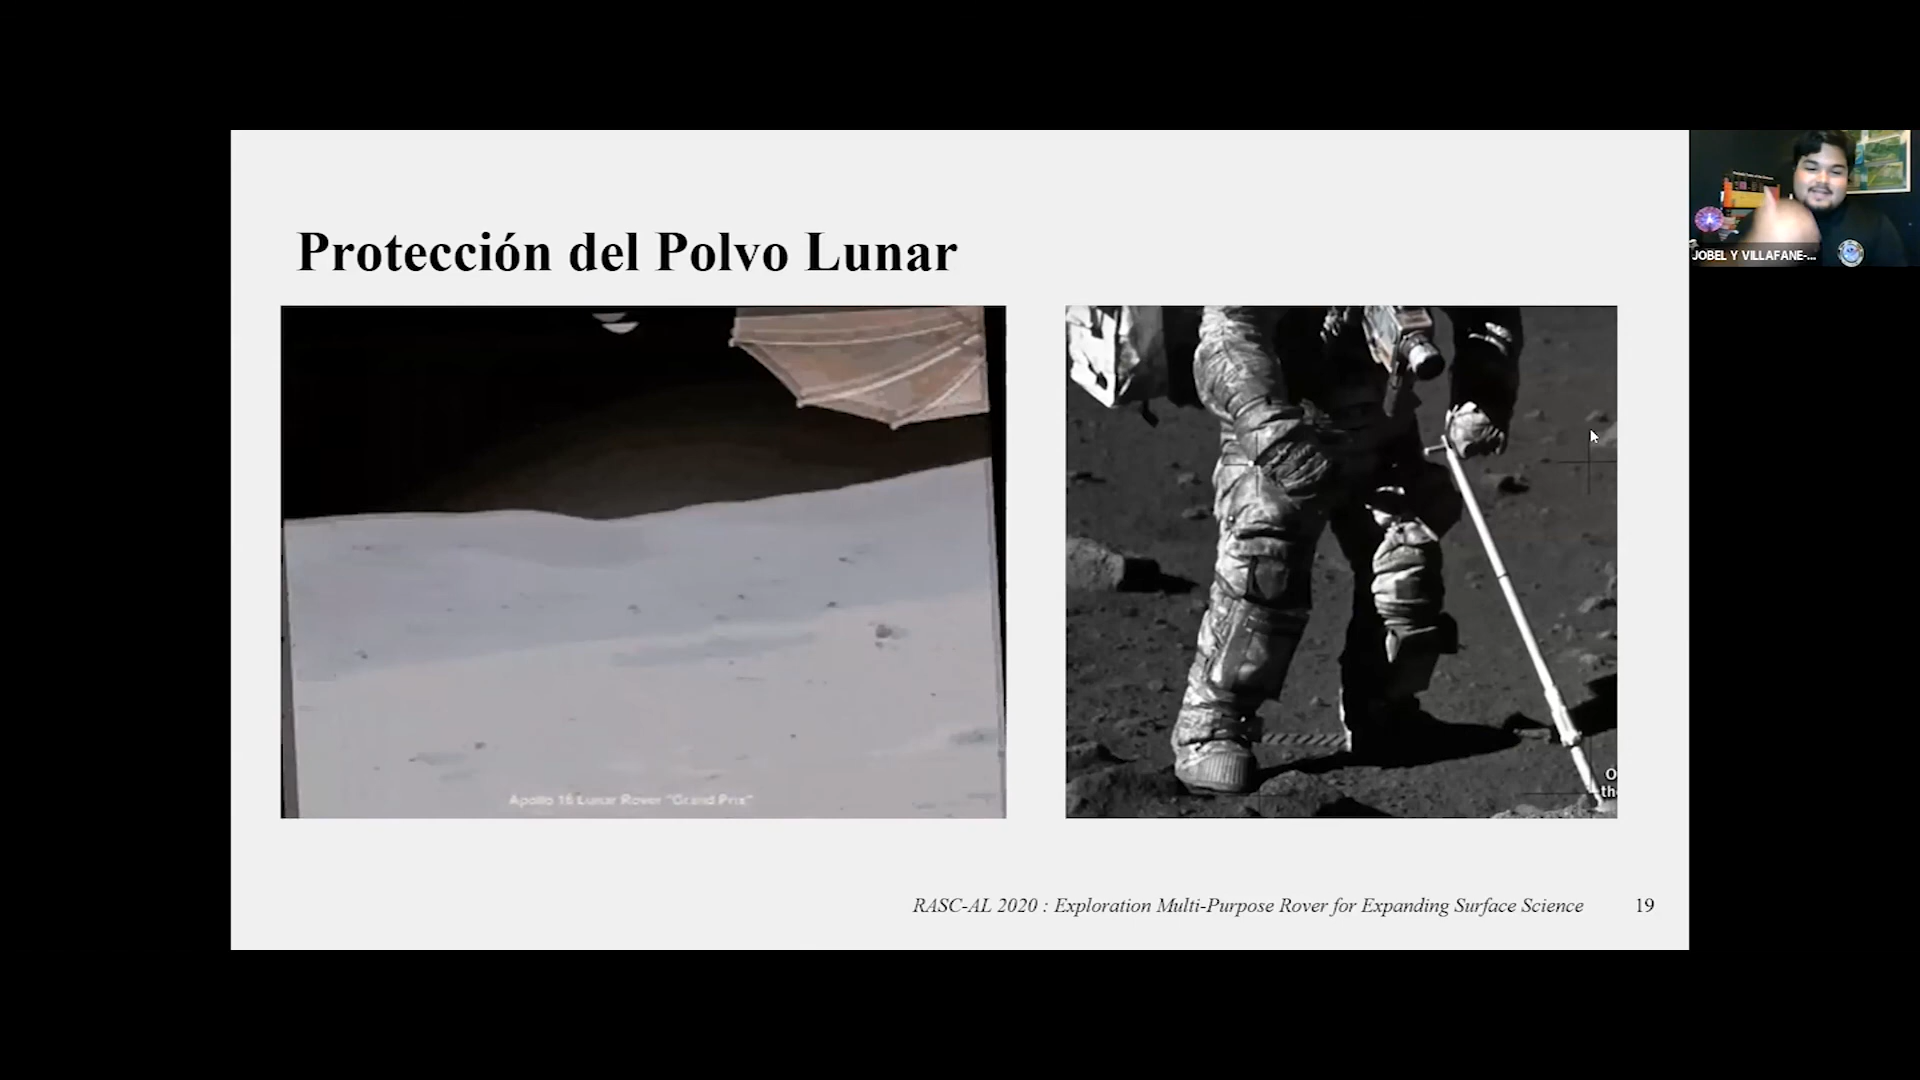 Protección del Polvo Lunar
JOBEL Y VILLAFANE-...
Apollo 16 Lunar Rover "Grand Prix"
O
the
RASC-AL 2020 : Exploration Multi-Purpose Rover for Expanding Surface Science
19